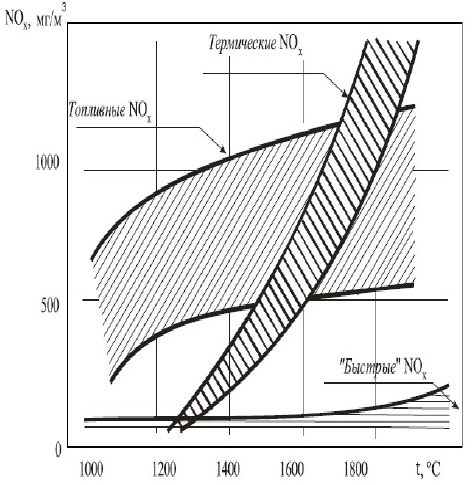 NOₓ, мг/м³
Термические NOₓ
Топливные NOₓ
1000
500
"Быстрые" NOₓ
0
1000 1200 1400 1600 1800 t, °C